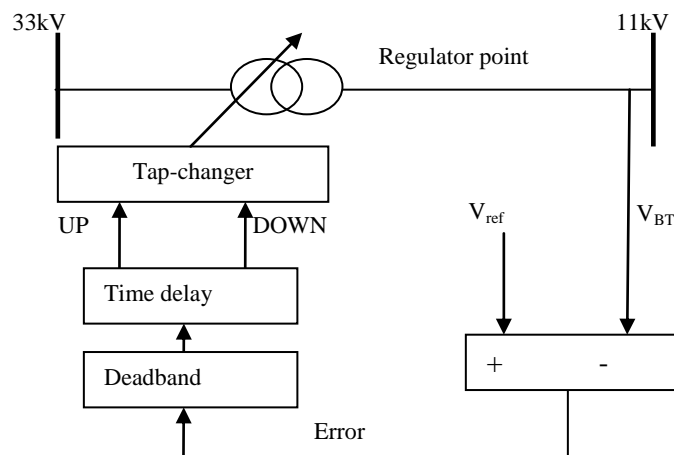 33kV
11kV
Regulator point
Tap-changer
UP
DOWN
V_ref
V_BT
Time delay
Deadband
+
-
Error